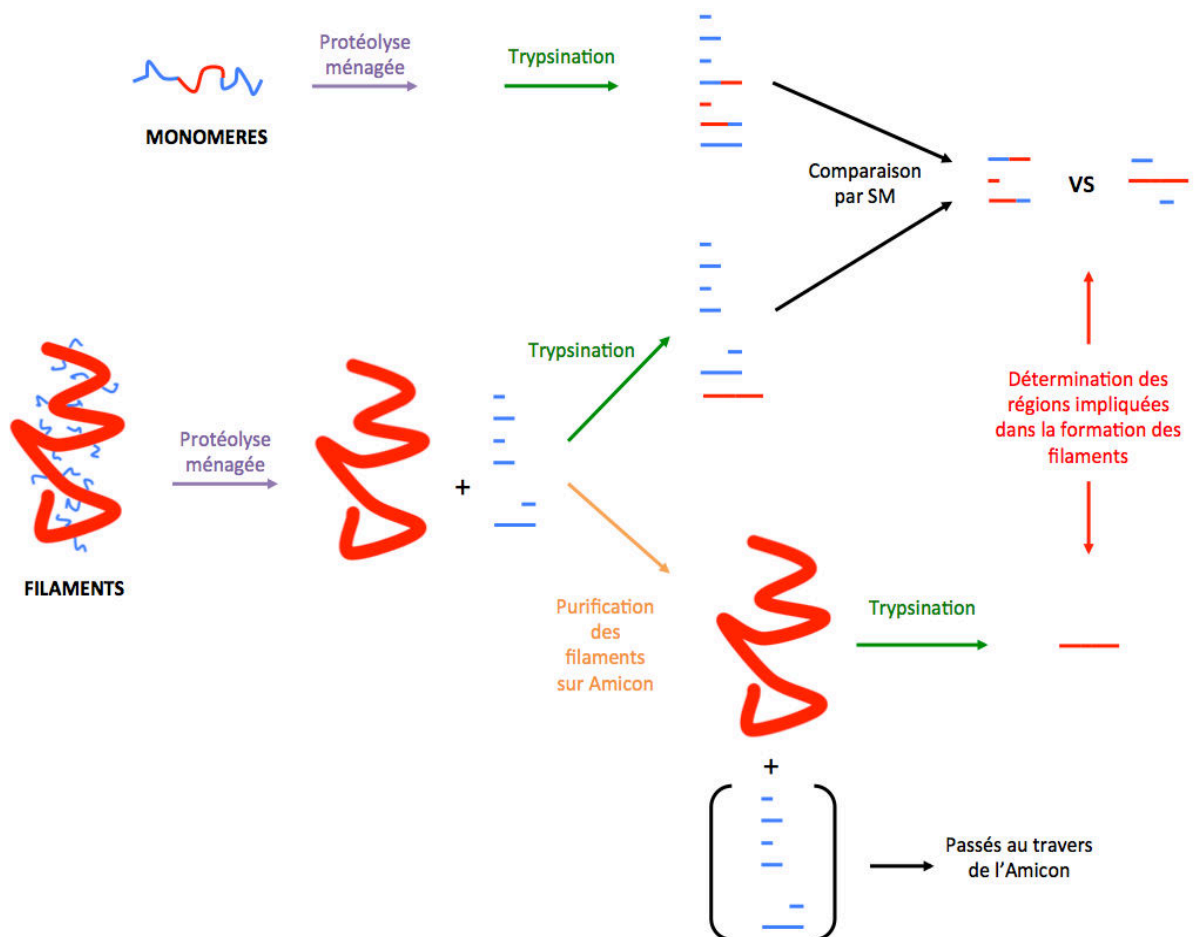 Protéolyse
ménagée
Trypsination
MONOMERES
Comparaison
par SM
VS
Trypsination
Détermination des
régions impliquées
dans la formation des
filaments
Protéolyse
ménagée
+
FILAMENTS
Purification
des
filaments
sur Amicon
Trypsination
+
Passés au travers
de l’Amicon